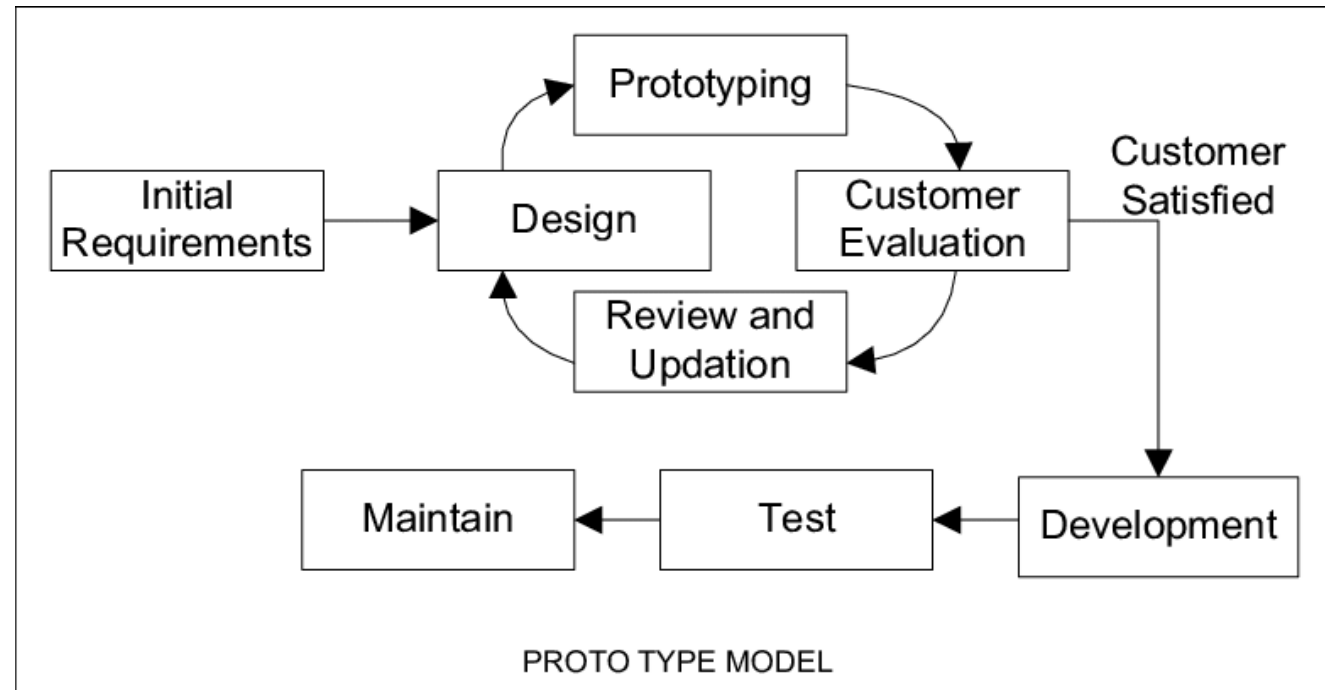 Prototyping
Customer
Satisfied
Initial
Requirements
Design
Customer
Evaluation
Review and
Updation
Maintain
Test
Development
PROTO TYPE MODEL